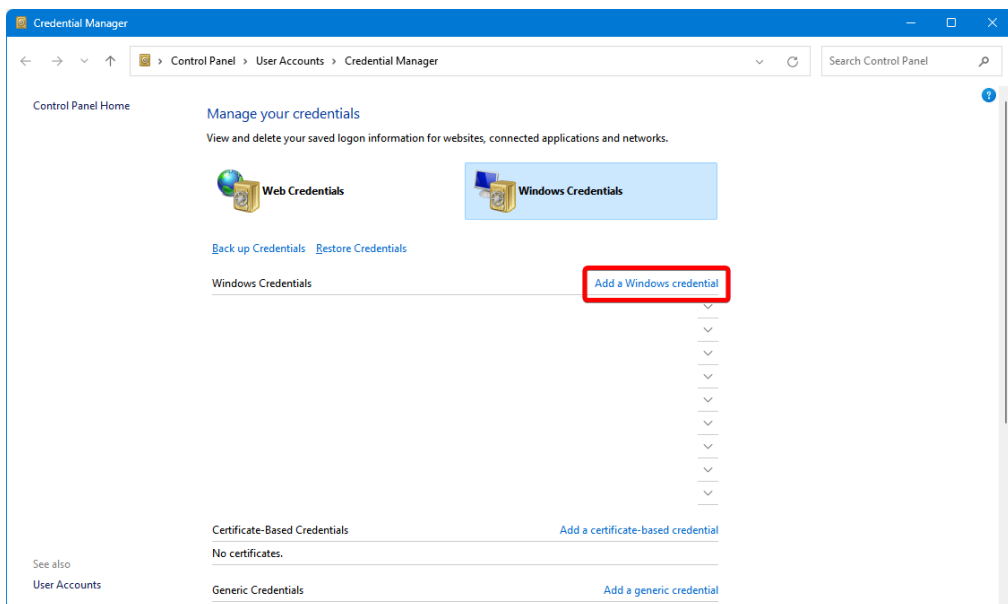 Credential Manager
Control Panel > User Accounts > Credential Manager
Search Control Panel
Control Panel Home
Manage your credentials
View and delete your saved logon information for websites, connected applications and networks.
Web Credentials
Windows Credentials
Back up Credentials Restore Credentials
Windows Credentials Add a Windows credential
Certificate-Based Credentials Add a certificate-based credential
No certificates.
See also
User Accounts
Generic Credentials Add a generic credential